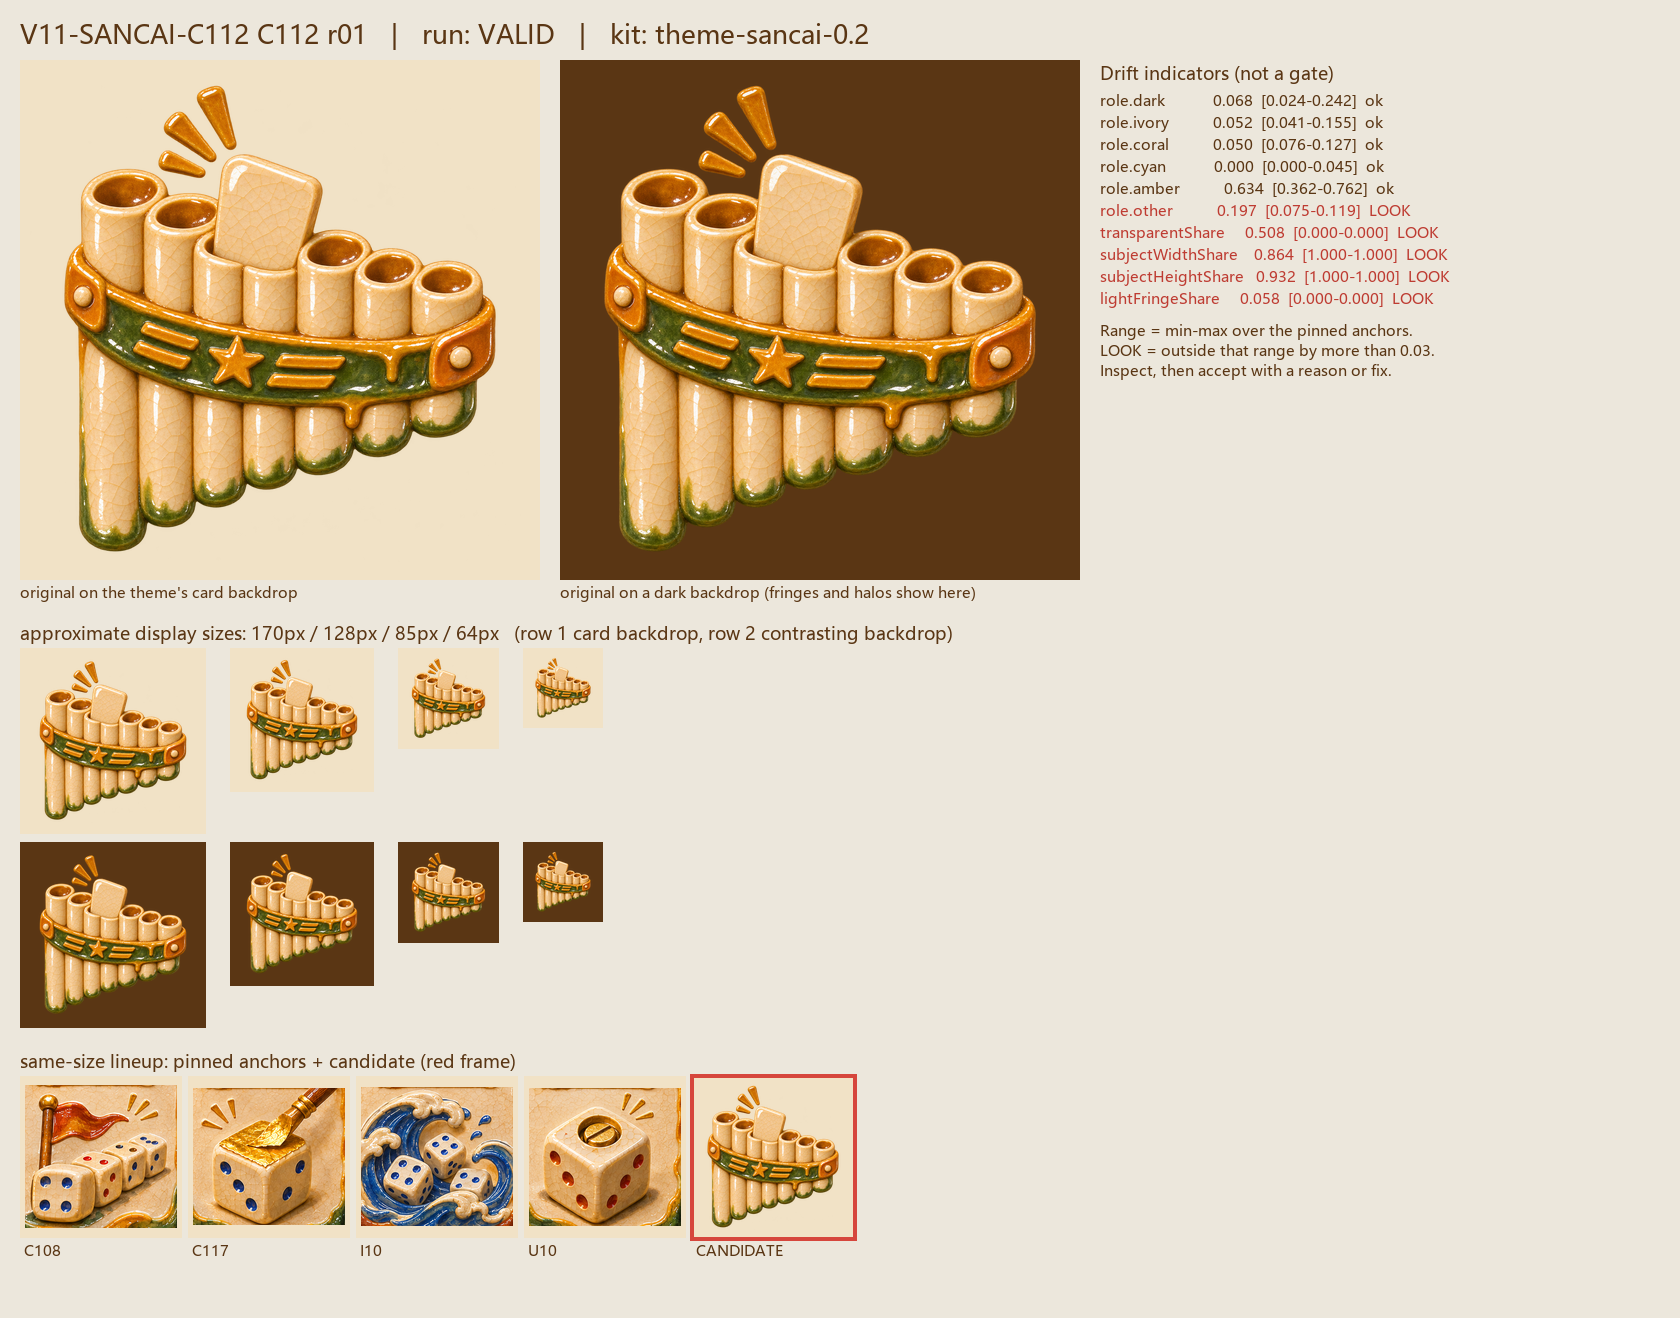 V11-SANCAI-C112 C112 r01 | run: VALID | kit: theme-sancai-0.2
Drift indicators (not a gate)
role.dark 0.068 [0.024-0.242] ok
role.ivory 0.052 [0.041-0.155] ok
role.coral 0.050 [0.076-0.127] ok
role.cyan 0.000 [0.000-0.045] ok
role.amber 0.634 [0.362-0.762] ok
role.other 0.197 [0.075-0.119] LOOK
transparentShare 0.508 [0.000-0.000] LOOK
subjectWidthShare 0.864 [1.000-1.000] LOOK
subjectHeightShare 0.932 [1.000-1.000] LOOK
lightFringeShare 0.058 [0.000-0.000] LOOK
Range = min-max over the pinned anchors.
LOOK = outside that range by more than 0.03.
Inspect, then accept with a reason or fix.
original on the theme's card backdrop
original on a dark backdrop (fringes and halos show here)
approximate display sizes: 170px / 128px / 85px / 64px (row 1 card backdrop, row 2 contrasting backdrop)
same-size lineup: pinned anchors + candidate (red frame)
C108
C117
I10
U10
CANDIDATE